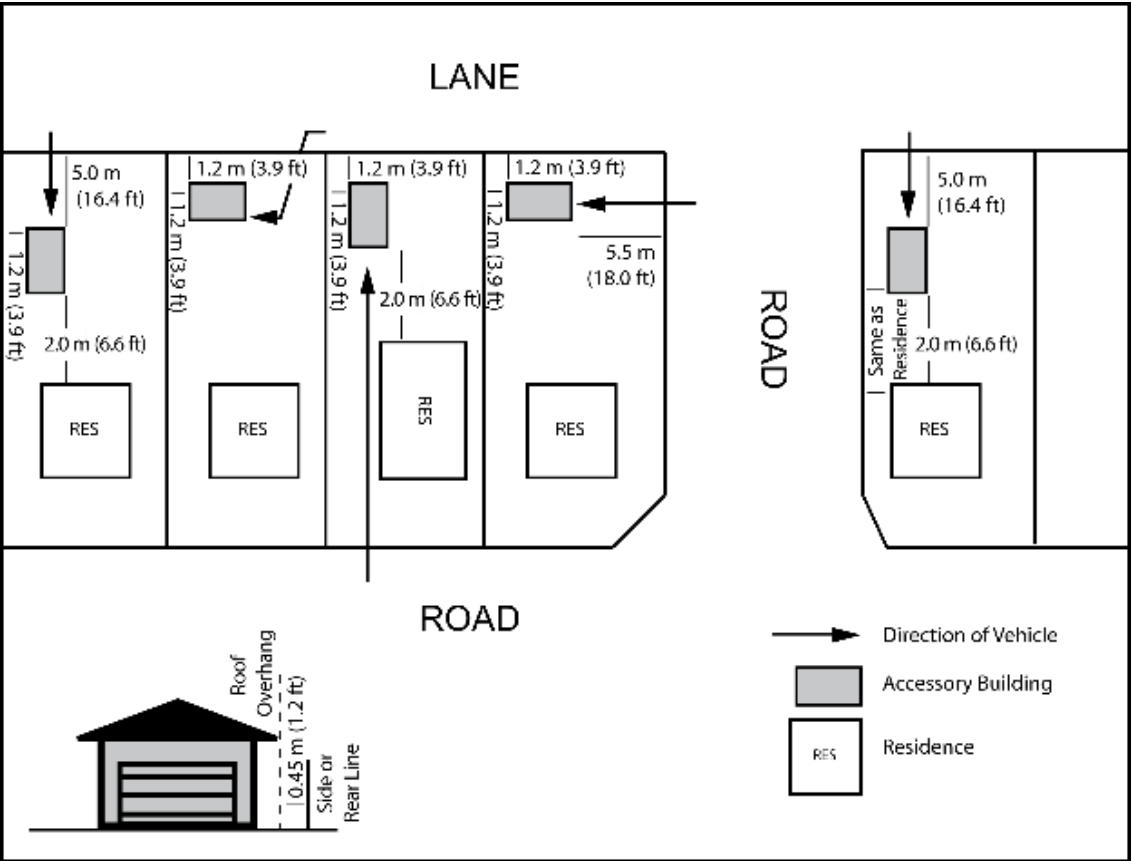 LANE
5.0 m
(16.4 ft)
1.2 m (3.9 ft)
2.0 m (6.6 ft)
RES
1.2 m (3.9 ft)
1.2 m (3.9 ft)
RES
1.2 m (3.9 ft)
1.2 m (3.9 ft)
2.0 m (6.6 ft)
RES
1.2 m (3.9 ft)
1.2 m (3.9 ft)
5.5 m
(18.0 ft)
RES
ROAD
5.0 m
(16.4 ft)
Same as
Residence
2.0 m (6.6 ft)
RES
ROAD
Roof
Overhang
0.45 m (1.2 ft)
Side or
Rear Line
Direction of Vehicle
Accessory Building
RES
Residence